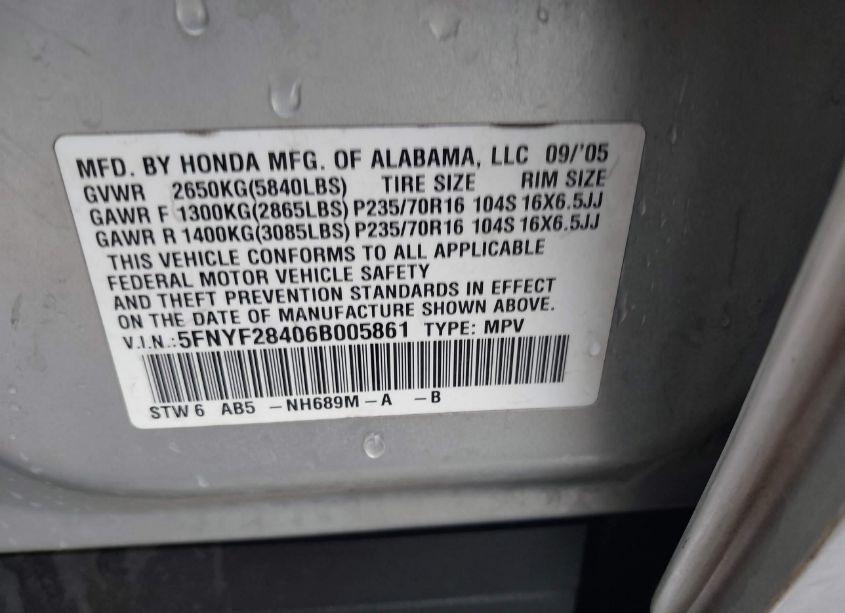 MFD. BY HONDA MFG. OF ALABAMA, LLC 09/'05
GVWR 2650KG(5840LBS) TIRE SIZE RIM SIZE
GAWR F 1300KG(2865LBS) P235/70R16 104S 16X6.5JJ
GAWR R 1400KG(3085LBS) P235/70R16 104S 16X6.5JJ
THIS VEHICLE CONFORMS TO ALL APPLICABLE
FEDERAL MOTOR VEHICLE SAFETY
AND THEFT PREVENTION STANDARDS IN EFFECT
ON THE DATE OF MANUFACTURE SHOWN ABOVE.
V.I.N.:5FNYF28406B005861 TYPE: MPV
STW 6 AB5 -NH689M-A -B